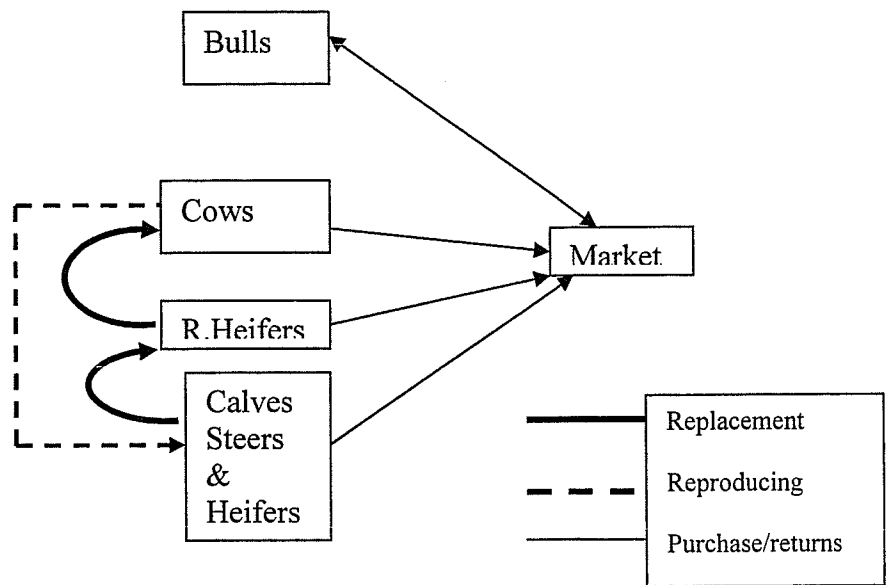 Bulls
Cows
Market
R.Heifers
Calves
Steers
&
Heifers
Replacement
Reproducing
Purchase/returns